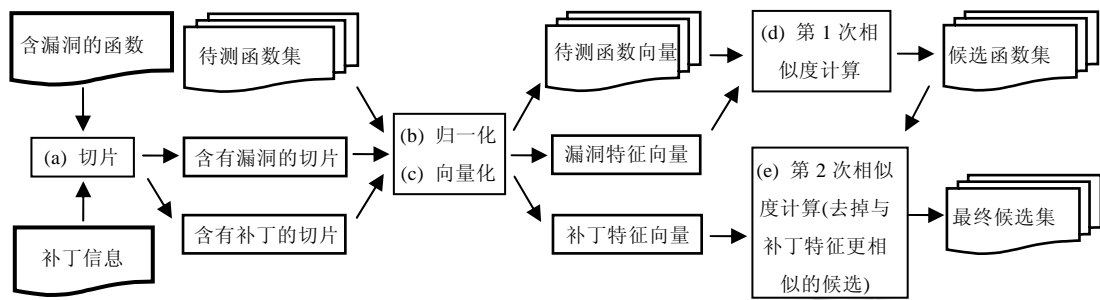 含漏洞的函数
待测函数集
待测函数向量
(d) 第 1 次相
似度计算
候选函数集
(a) 切片
含有漏洞的切片
(b) 归一化
(c) 向量化
漏洞特征向量
(e) 第 2 次相似
度计算(去掉与
补丁特征更相
似的候选)
补丁信息
含有补丁的切片
补丁特征向量
最终候选集